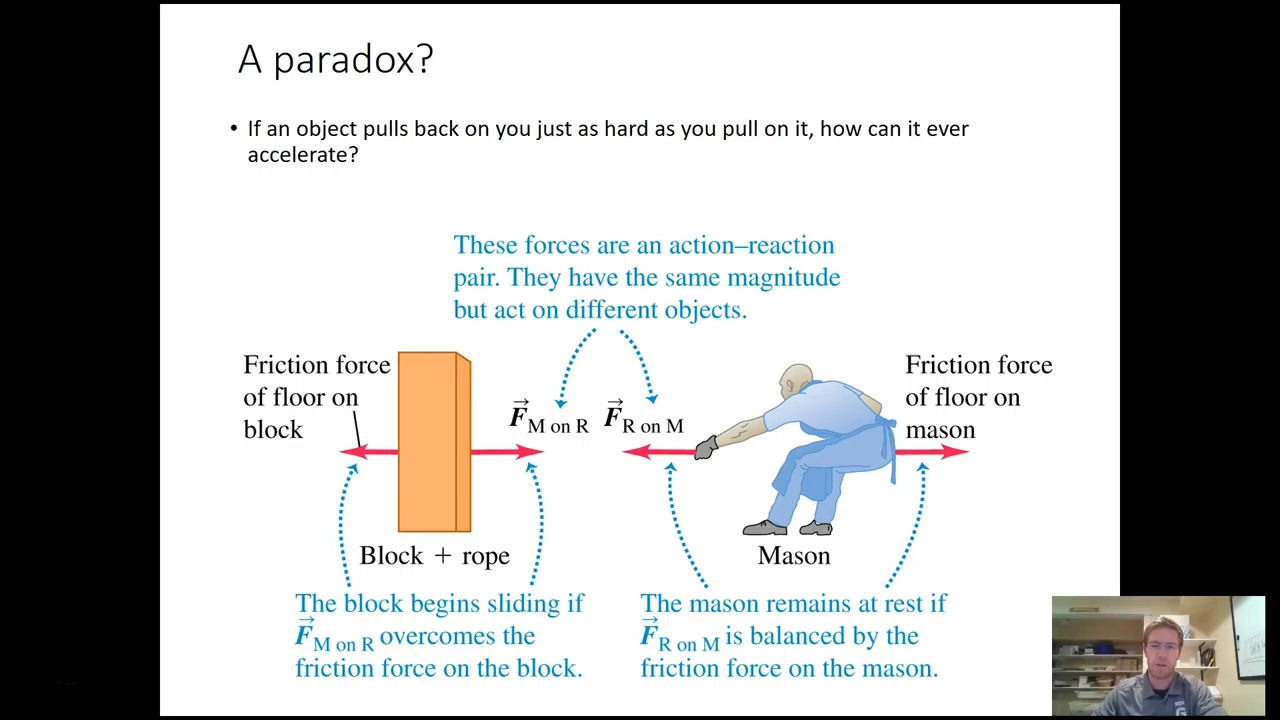 A paradox?
• If an object pulls back on you just as hard as you pull on it, how can it ever
accelerate?
These forces are an action–reaction
pair. They have the same magnitude
but act on different objects.
Friction force
of floor on
block
F⃗ M on R
F⃗ R on M
Friction force
of floor on
mason
Block + rope
Mason
The block begins sliding if
F⃗ M on R overcomes the
friction force on the block.
The mason remains at rest if
F⃗ R on M is balanced by the
friction force on the mason.